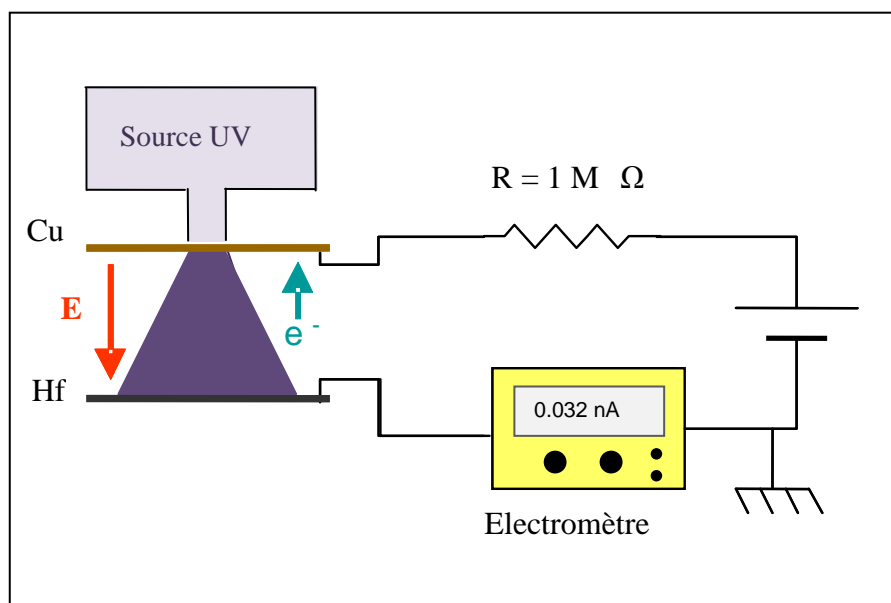 Source UV
R = 1 M Ω
Cu
E
e -
Hf
0.032 nA
Electromètre